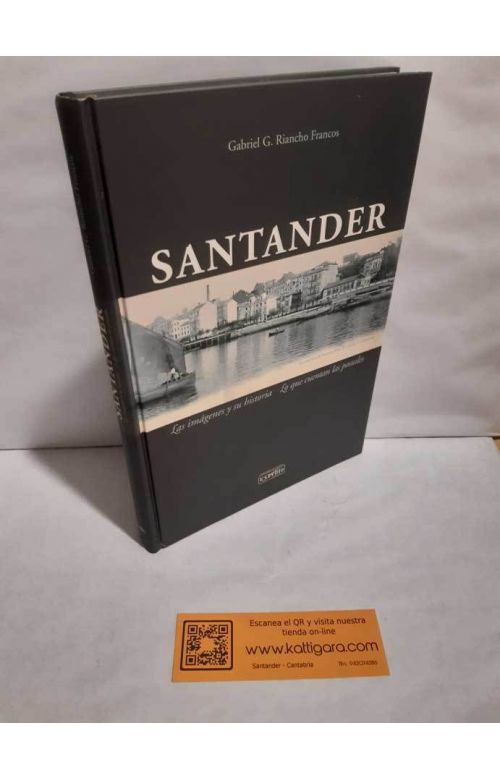 Gabriel G. Riancho Francos
SANTANDER
Las imágenes y su historia Lo que cuentan las postales
SANTANDER
Escanea el QR y visita nuestra
tienda on-line
www.kattigara.com
Santander - Cantabria